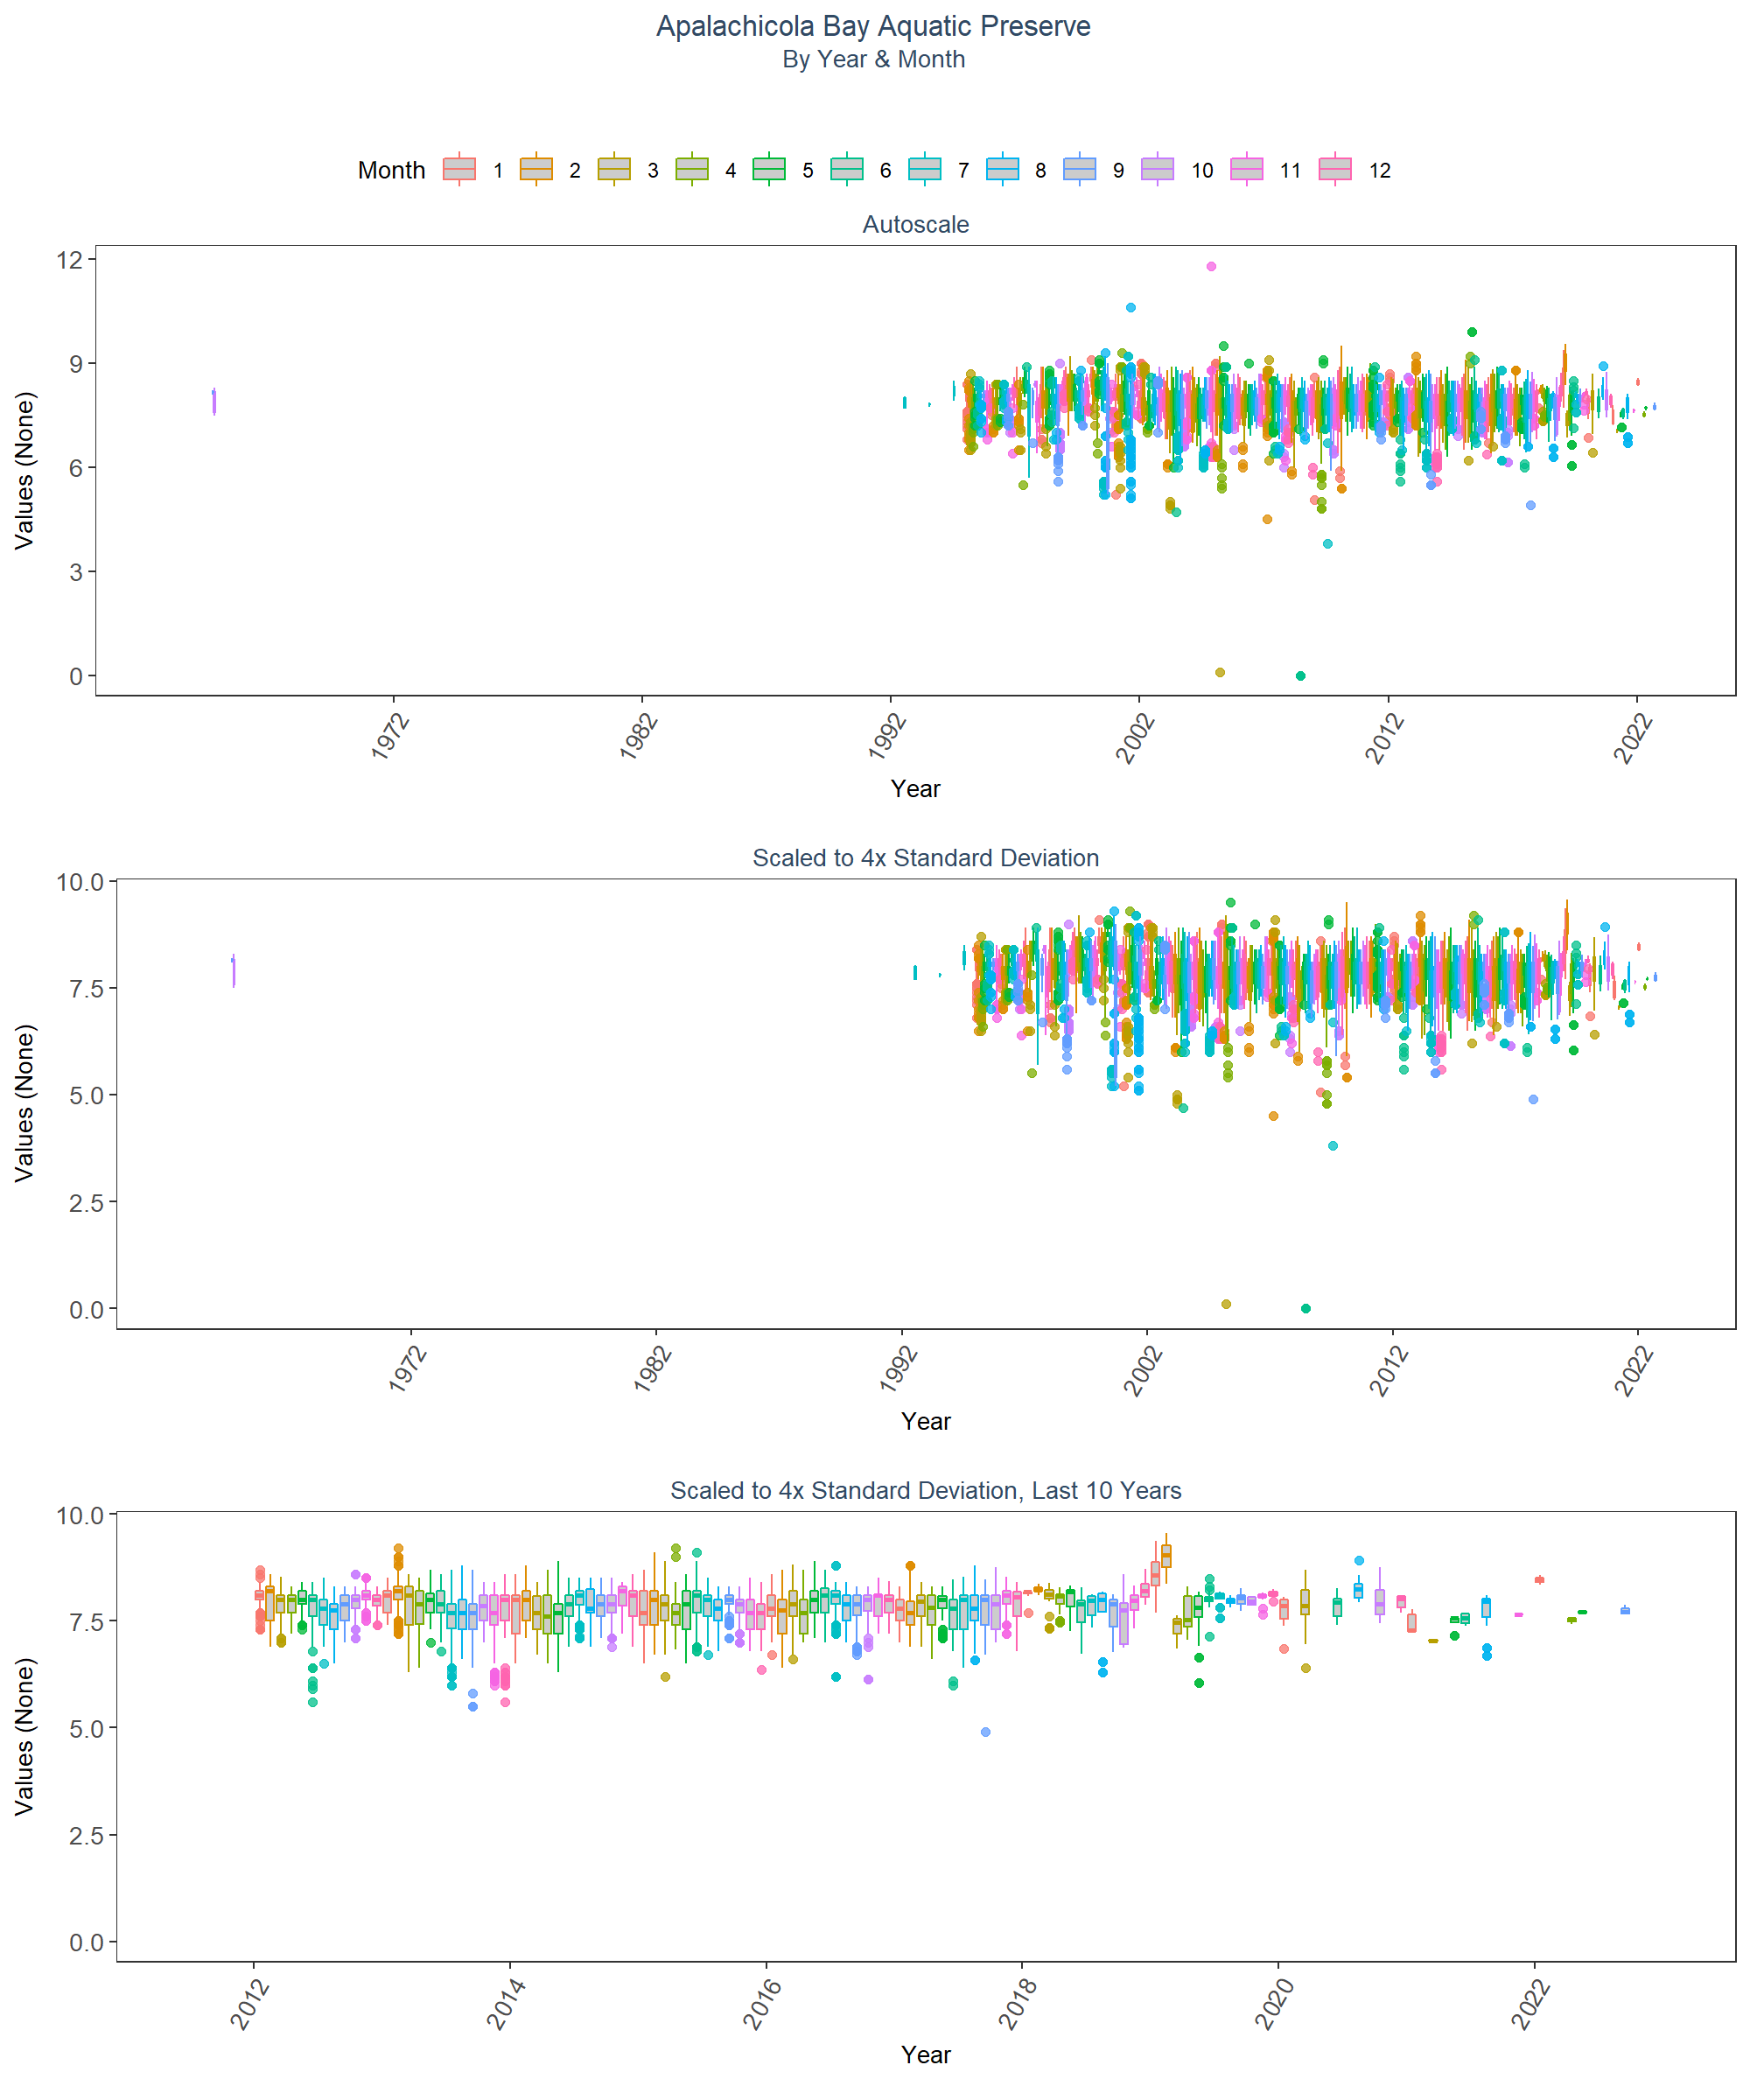 Apalachicola Bay Aquatic Preserve
By Year & Month
Month 1 2 3 4 5 6 7 8 9 10 11 12
Autoscale
Values (None)
12
9
6
3
0
1972 1982 1992 2002 2012 2022
Year
Scaled to 4x Standard Deviation
Values (None)
10.0
7.5
5.0
2.5
0.0
1972 1982 1992 2002 2012 2022
Year
Scaled to 4x Standard Deviation, Last 10 Years
Values (None)
10.0
7.5
5.0
2.5
0.0
2012 2014 2016 2018 2020 2022
Year